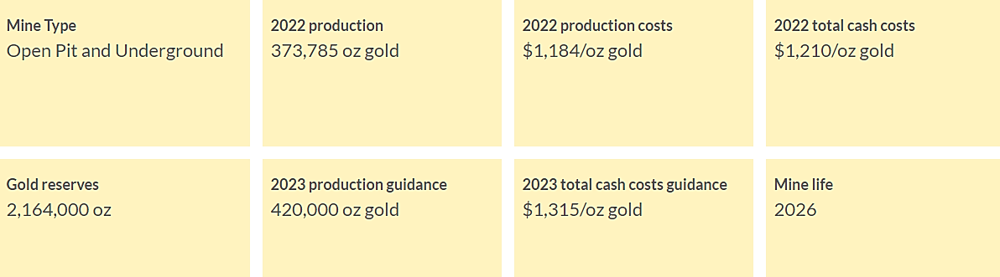 Mine Type
Open Pit and Underground
2022 production
373,785 oz gold
2022 production costs
$1,184/oz gold
2022 total cash costs
$1,210/oz gold
Gold reserves
2,164,000 oz
2023 production guidance
420,000 oz gold
2023 total cash costs guidance
$1,315/oz gold
Mine life
2026